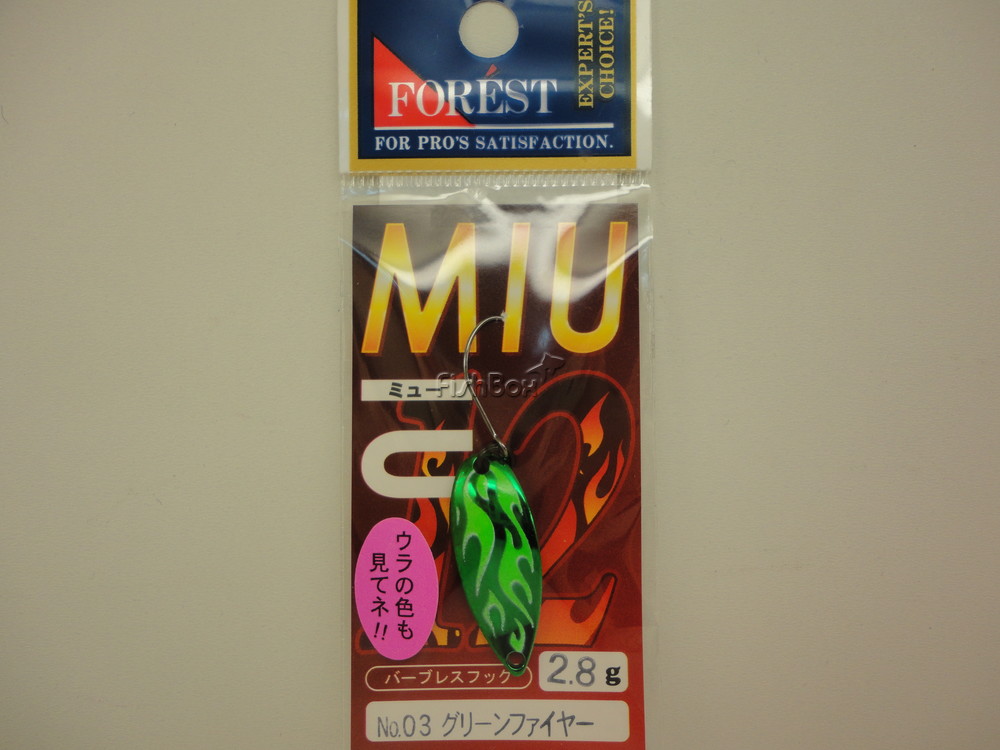 EXPERT'S
CHOICE!
FORÉST
FOR PRO'S SATISFACTION.
MIU
ミュー
FishBox
12
ウラの色も
見てネ!!
バーブレスフック
2.8g
No.03 グリーンファイヤー